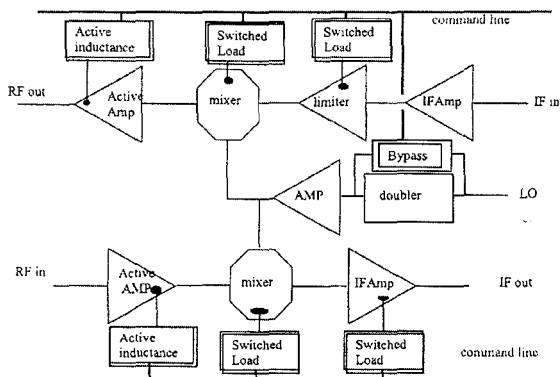 command line
Active
inductance
Switched
Load
Switched
Load
RF out
Active
Amp
mixer
limiter
IFAmp
IF in
Bypass
AMP
doubler
LO
RF in
Active
AMP
mixer
IFAmp
IF out
Active
inductance
Switched
Load
Switched
Load
command line